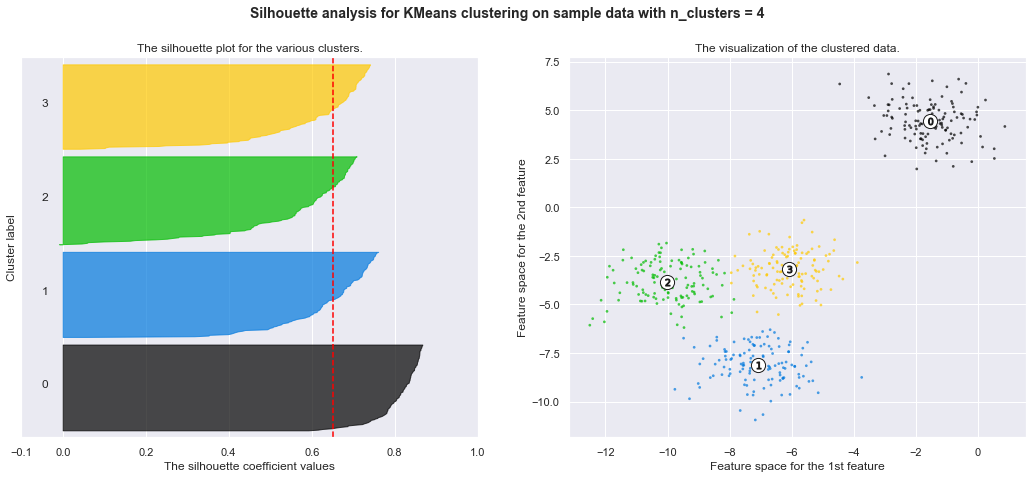 Silhouette analysis for KMeans clustering on sample data with n_clusters = 4
The silhouette plot for the various clusters.
Cluster label
3
2
1
0
−0.1 0.0 0.2 0.4 0.6 0.8 1.0
The silhouette coefficient values
The visualization of the clustered data.
Feature space for the 2nd feature
7.5
5.0
2.5
0.0
−2.5
−5.0
−7.5
−10.0
0
3
2
1
−12 −10 −8 −6 −4 −2 0
Feature space for the 1st feature